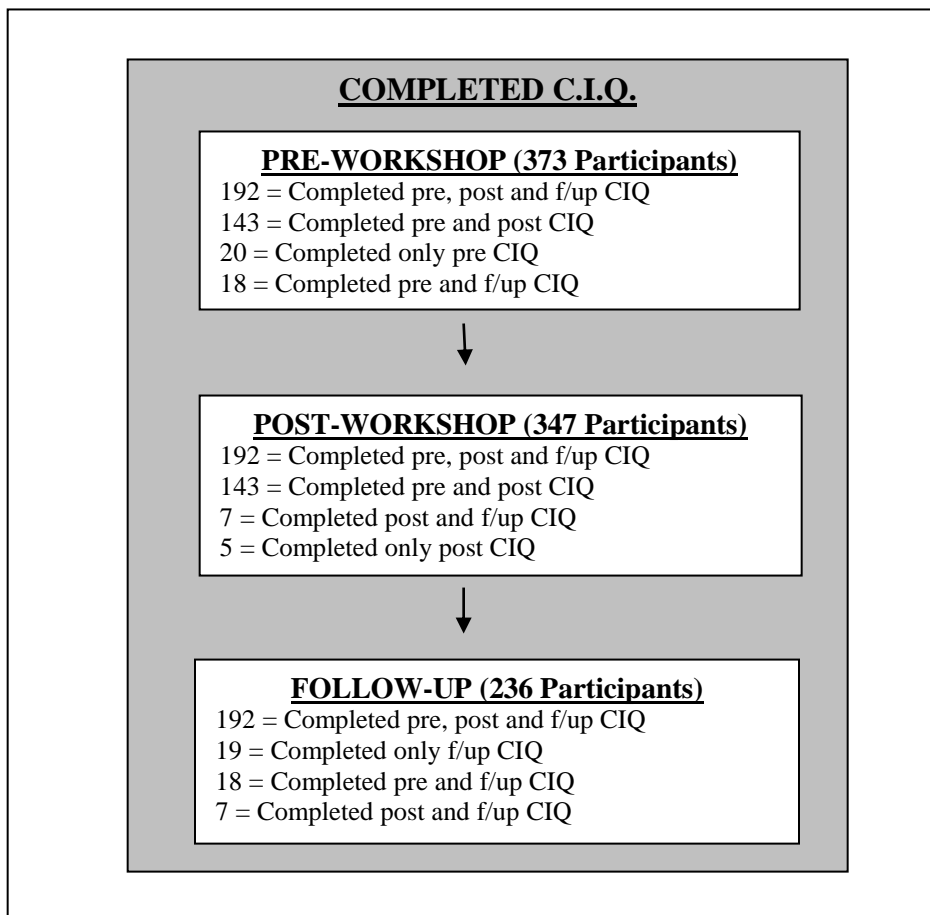 COMPLETED C.I.Q.
PRE-WORKSHOP (373 Participants)
192 = Completed pre, post and f/up CIQ
143 = Completed pre and post CIQ
20 = Completed only pre CIQ
18 = Completed pre and f/up CIQ
POST-WORKSHOP (347 Participants)
192 = Completed pre, post and f/up CIQ
143 = Completed pre and post CIQ
7 = Completed post and f/up CIQ
5 = Completed only post CIQ
FOLLOW-UP (236 Participants)
192 = Completed pre, post and f/up CIQ
19 = Completed only f/up CIQ
18 = Completed pre and f/up CIQ
7 = Completed post and f/up CIQ